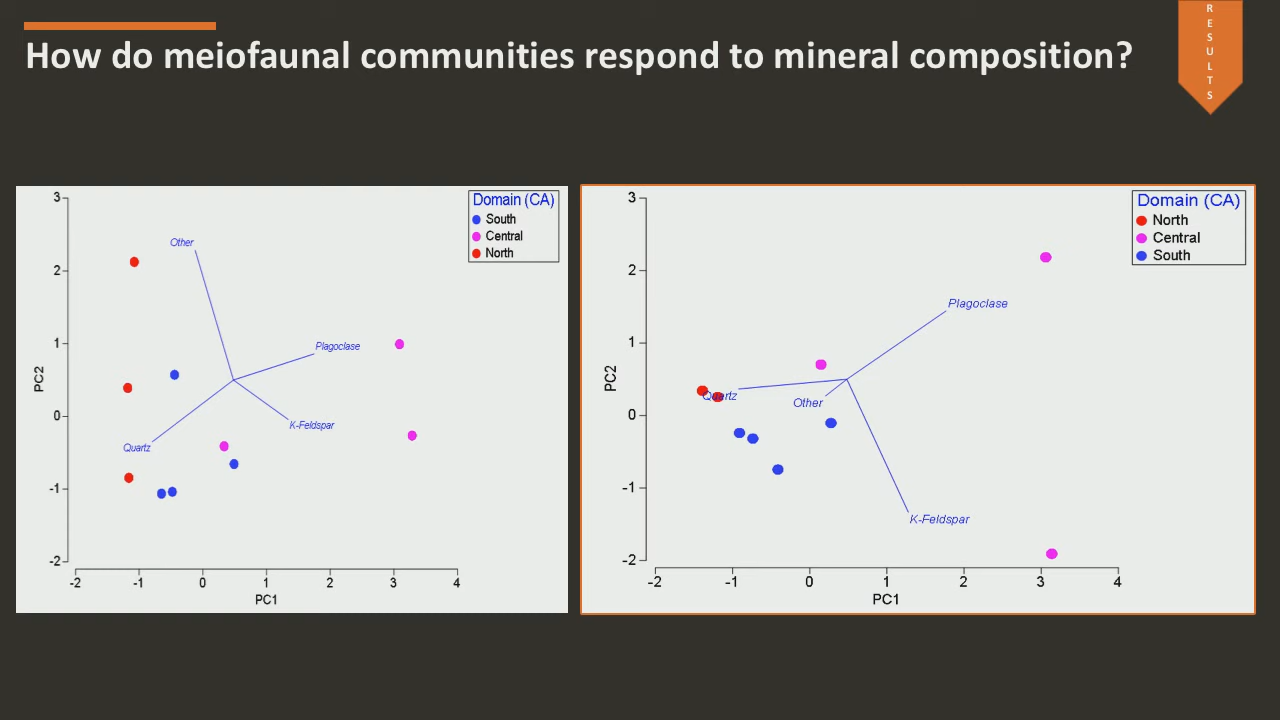 How do meiofaunal communities respond to mineral composition?
RESULTS
Domain (CA)
South
Central
North
3
2
1
0
-1
-2
PC2
Other
Plagoclase
K-Feldspar
Quartz
-2 -1 0 1 2 3 4
PC1
Domain (CA)
North
Central
South
3
2
1
0
-1
-2
PC2
Plagoclase
Quartz
Other
K-Feldspar
-2 -1 0 1 2 3 4
PC1